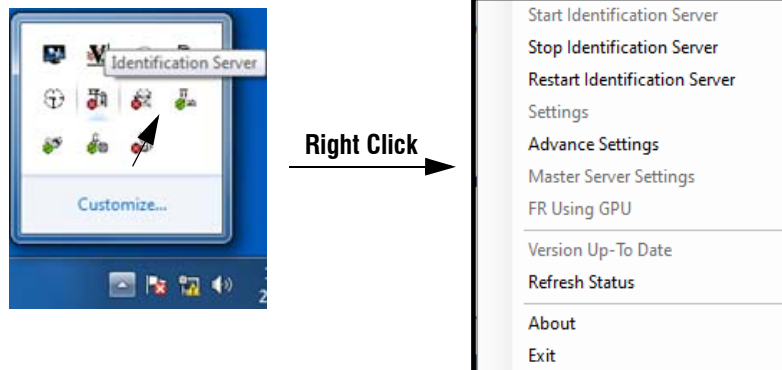 Identification Server
Customize...
Right Click
Start Identification Server
Stop Identification Server
Restart Identification Server
Settings
Advance Settings
Master Server Settings
FR Using GPU
Version Up-To Date
Refresh Status
About
Exit